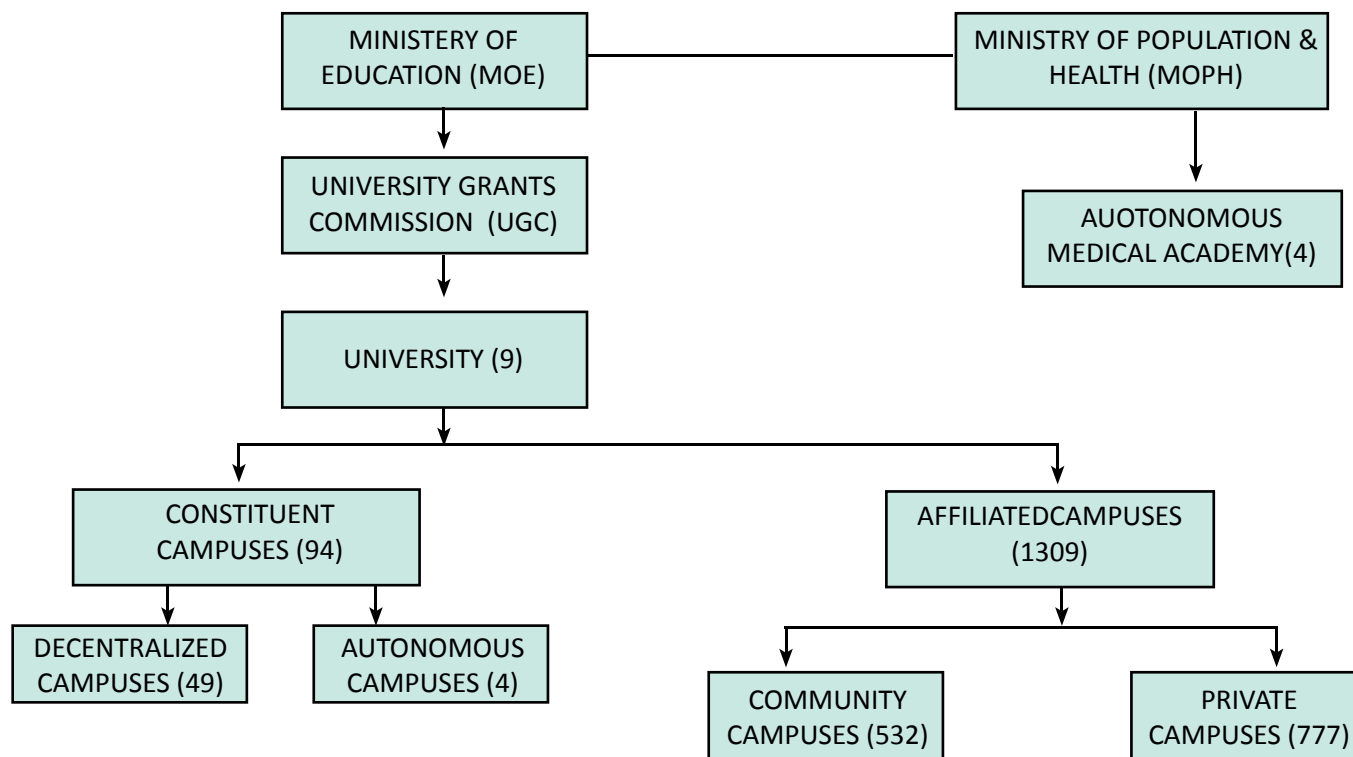 MINISTERY OF
EDUCATION (MOE)
MINISTRY OF POPULATION &
HEALTH (MOPH)
UNIVERSITY GRANTS
COMMISSION (UGC)
AUOTONOMOUS
MEDICAL ACADEMY(4)
UNIVERSITY (9)
CONSTITUENT
CAMPUSES (94)
AFFILIATEDCAMPUSES
(1309)
DECENTRALIZED
CAMPUSES (49)
AUTONOMOUS
CAMPUSES (4)
COMMUNITY
CAMPUSES (532)
PRIVATE
CAMPUSES (777)